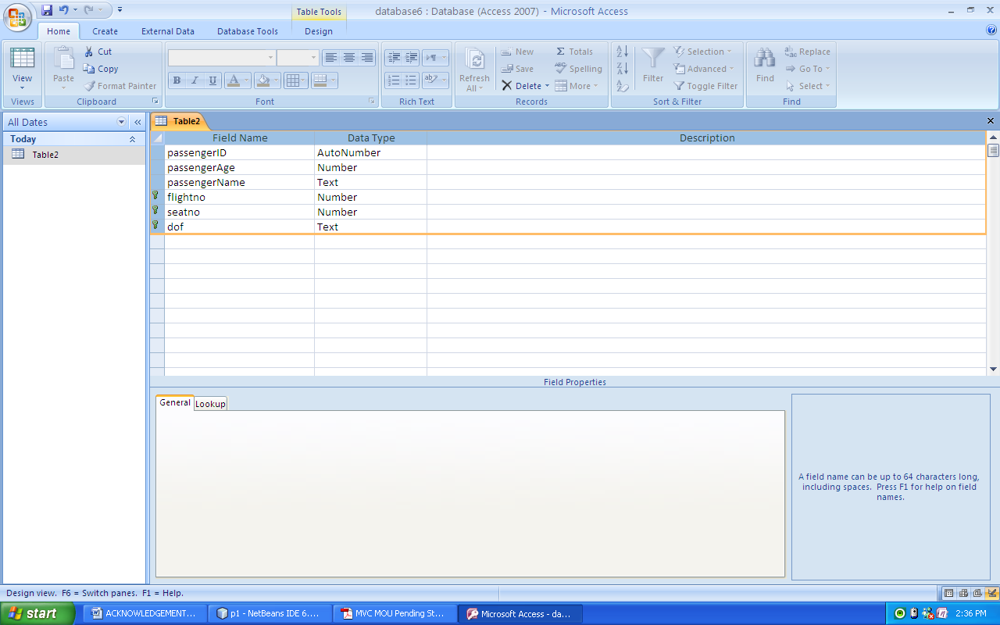 Table Tools
database6 : Database (Access 2007) - Microsoft Access
Home Create External Data Database Tools Design
View
Views
Paste
Cut
Copy
Format Painter
Clipboard
B I U A
Font
Rich Text
Refresh All
New
Save
Delete
Totals
Spelling
More
Records
Filter
Selection
Advanced
Toggle Filter
Sort & Filter
Find
Replace
Go To
Select
Find
All Dates
Today
Table2
Table2
Field Name Data Type Description
passengerID AutoNumber
passengerAge Number
passengerName Text
flightno Number
seatno Number
dof Text
Field Properties
General Lookup
A field name can be up to 64 characters long,
including spaces. Press F1 for help on field
names.
Design view. F6 = Switch panes. F1 = Help.
start
ACKNOWLEDGEMENT...
p1 - NetBeans IDE 6....
MVC MOU Pending St...
Microsoft Access - da...
2:36 PM